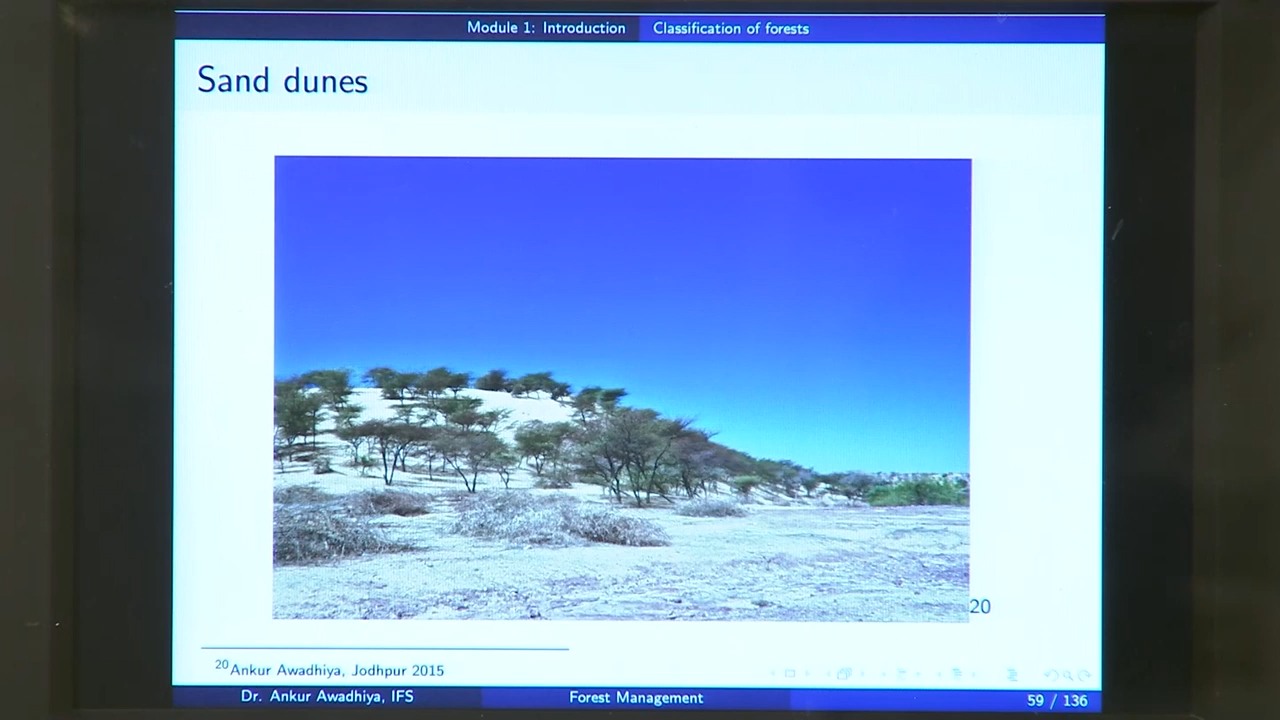 Module 1: Introduction Classification of forests
Sand dunes
20
20 Ankur Awadhiya, Jodhpur 2015
Dr. Ankur Awadhiya, IFS Forest Management 59 / 136